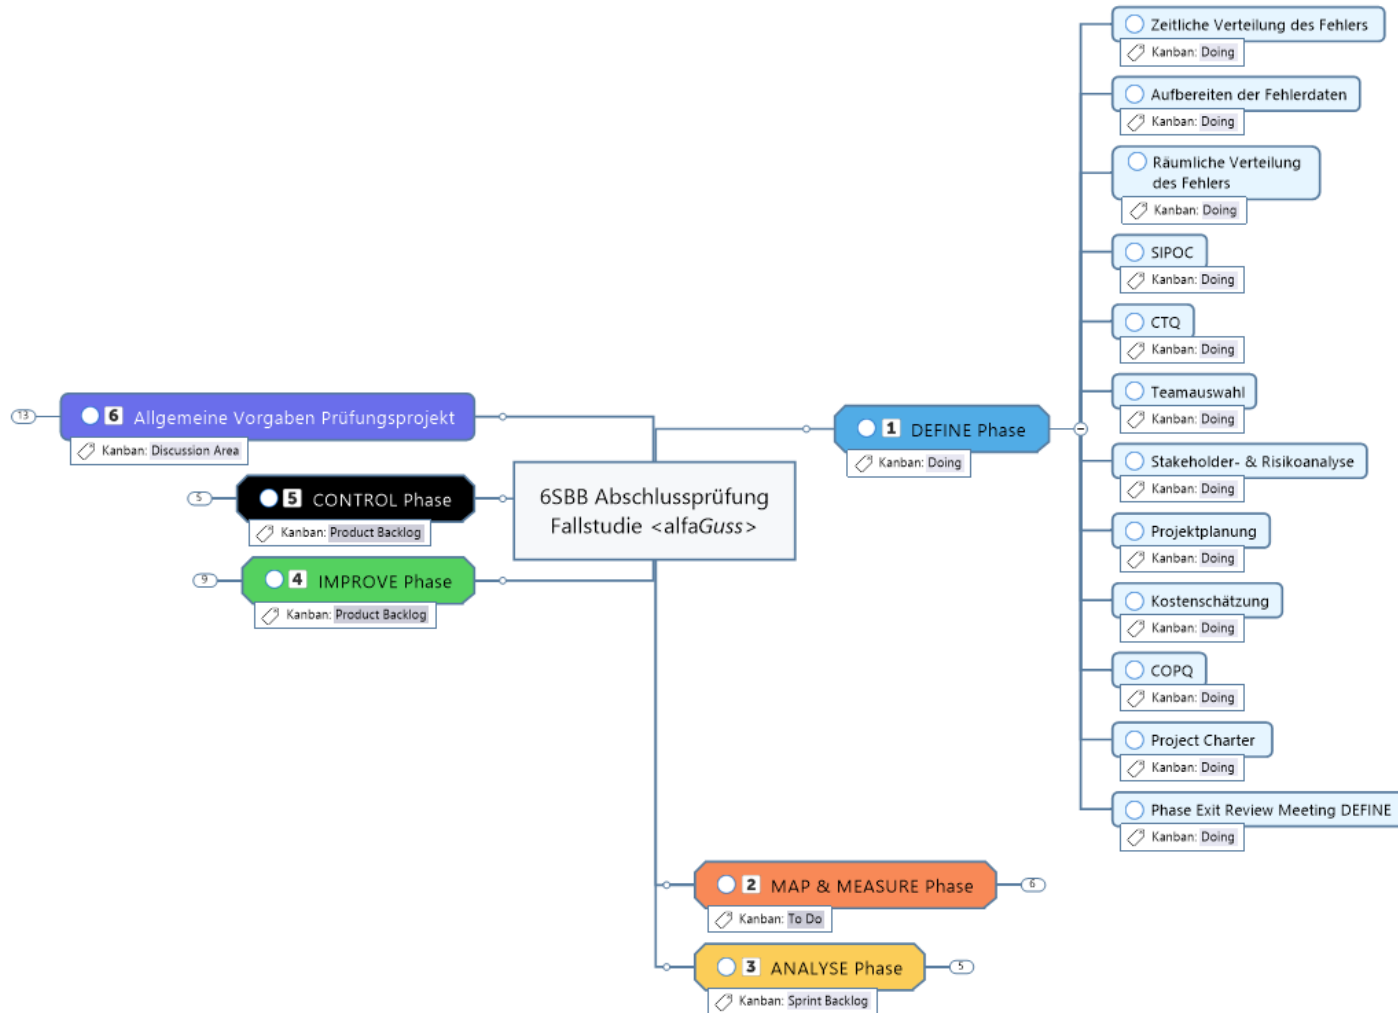 Zeitliche Verteilung des Fehlers
Kanban: Doing
Aufbereiten der Fehlerdaten
Kanban: Doing
Räumliche Verteilung
des Fehlers
Kanban: Doing
SIPOC
Kanban: Doing
CTQ
Kanban: Doing
Teamauswahl
Kanban: Doing
Stakeholder- & Risikoanalyse
Kanban: Doing
Projektplanung
Kanban: Doing
Kostenschätzung
Kanban: Doing
COPQ
Kanban: Doing
Project Charter
Kanban: Doing
Phase Exit Review Meeting DEFINE
Kanban: Doing
1 DEFINE Phase
Kanban: Doing
13
6 Allgemeine Vorgaben Prüfungsprojekt
Kanban: Discussion Area
5
5 CONTROL Phase
Kanban: Product Backlog
9
4 IMPROVE Phase
Kanban: Product Backlog
6SBB Abschlussprüfung
Fallstudie <alfaGuss>
2 MAP & MEASURE Phase
6
Kanban: To Do
3 ANALYSE Phase
5
Kanban: Sprint Backlog